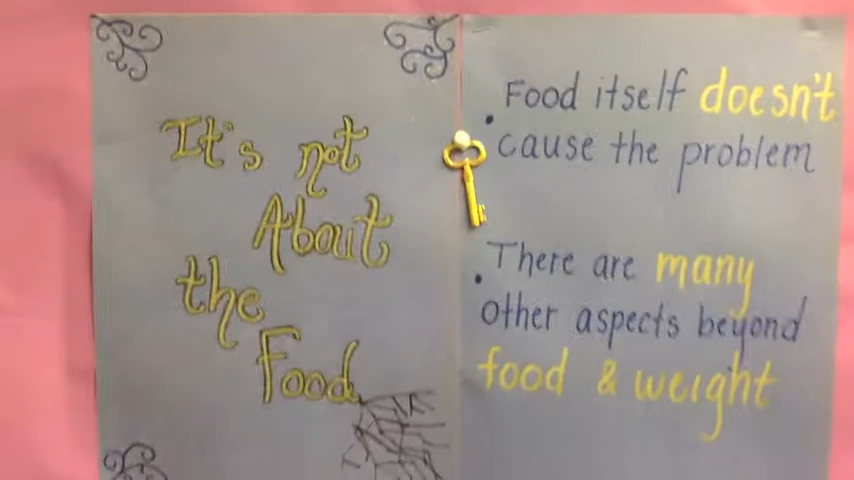 It's not
About
the
Food
• Food itself doesn't
cause the problem
• There are many
other aspects beyond
food & weight